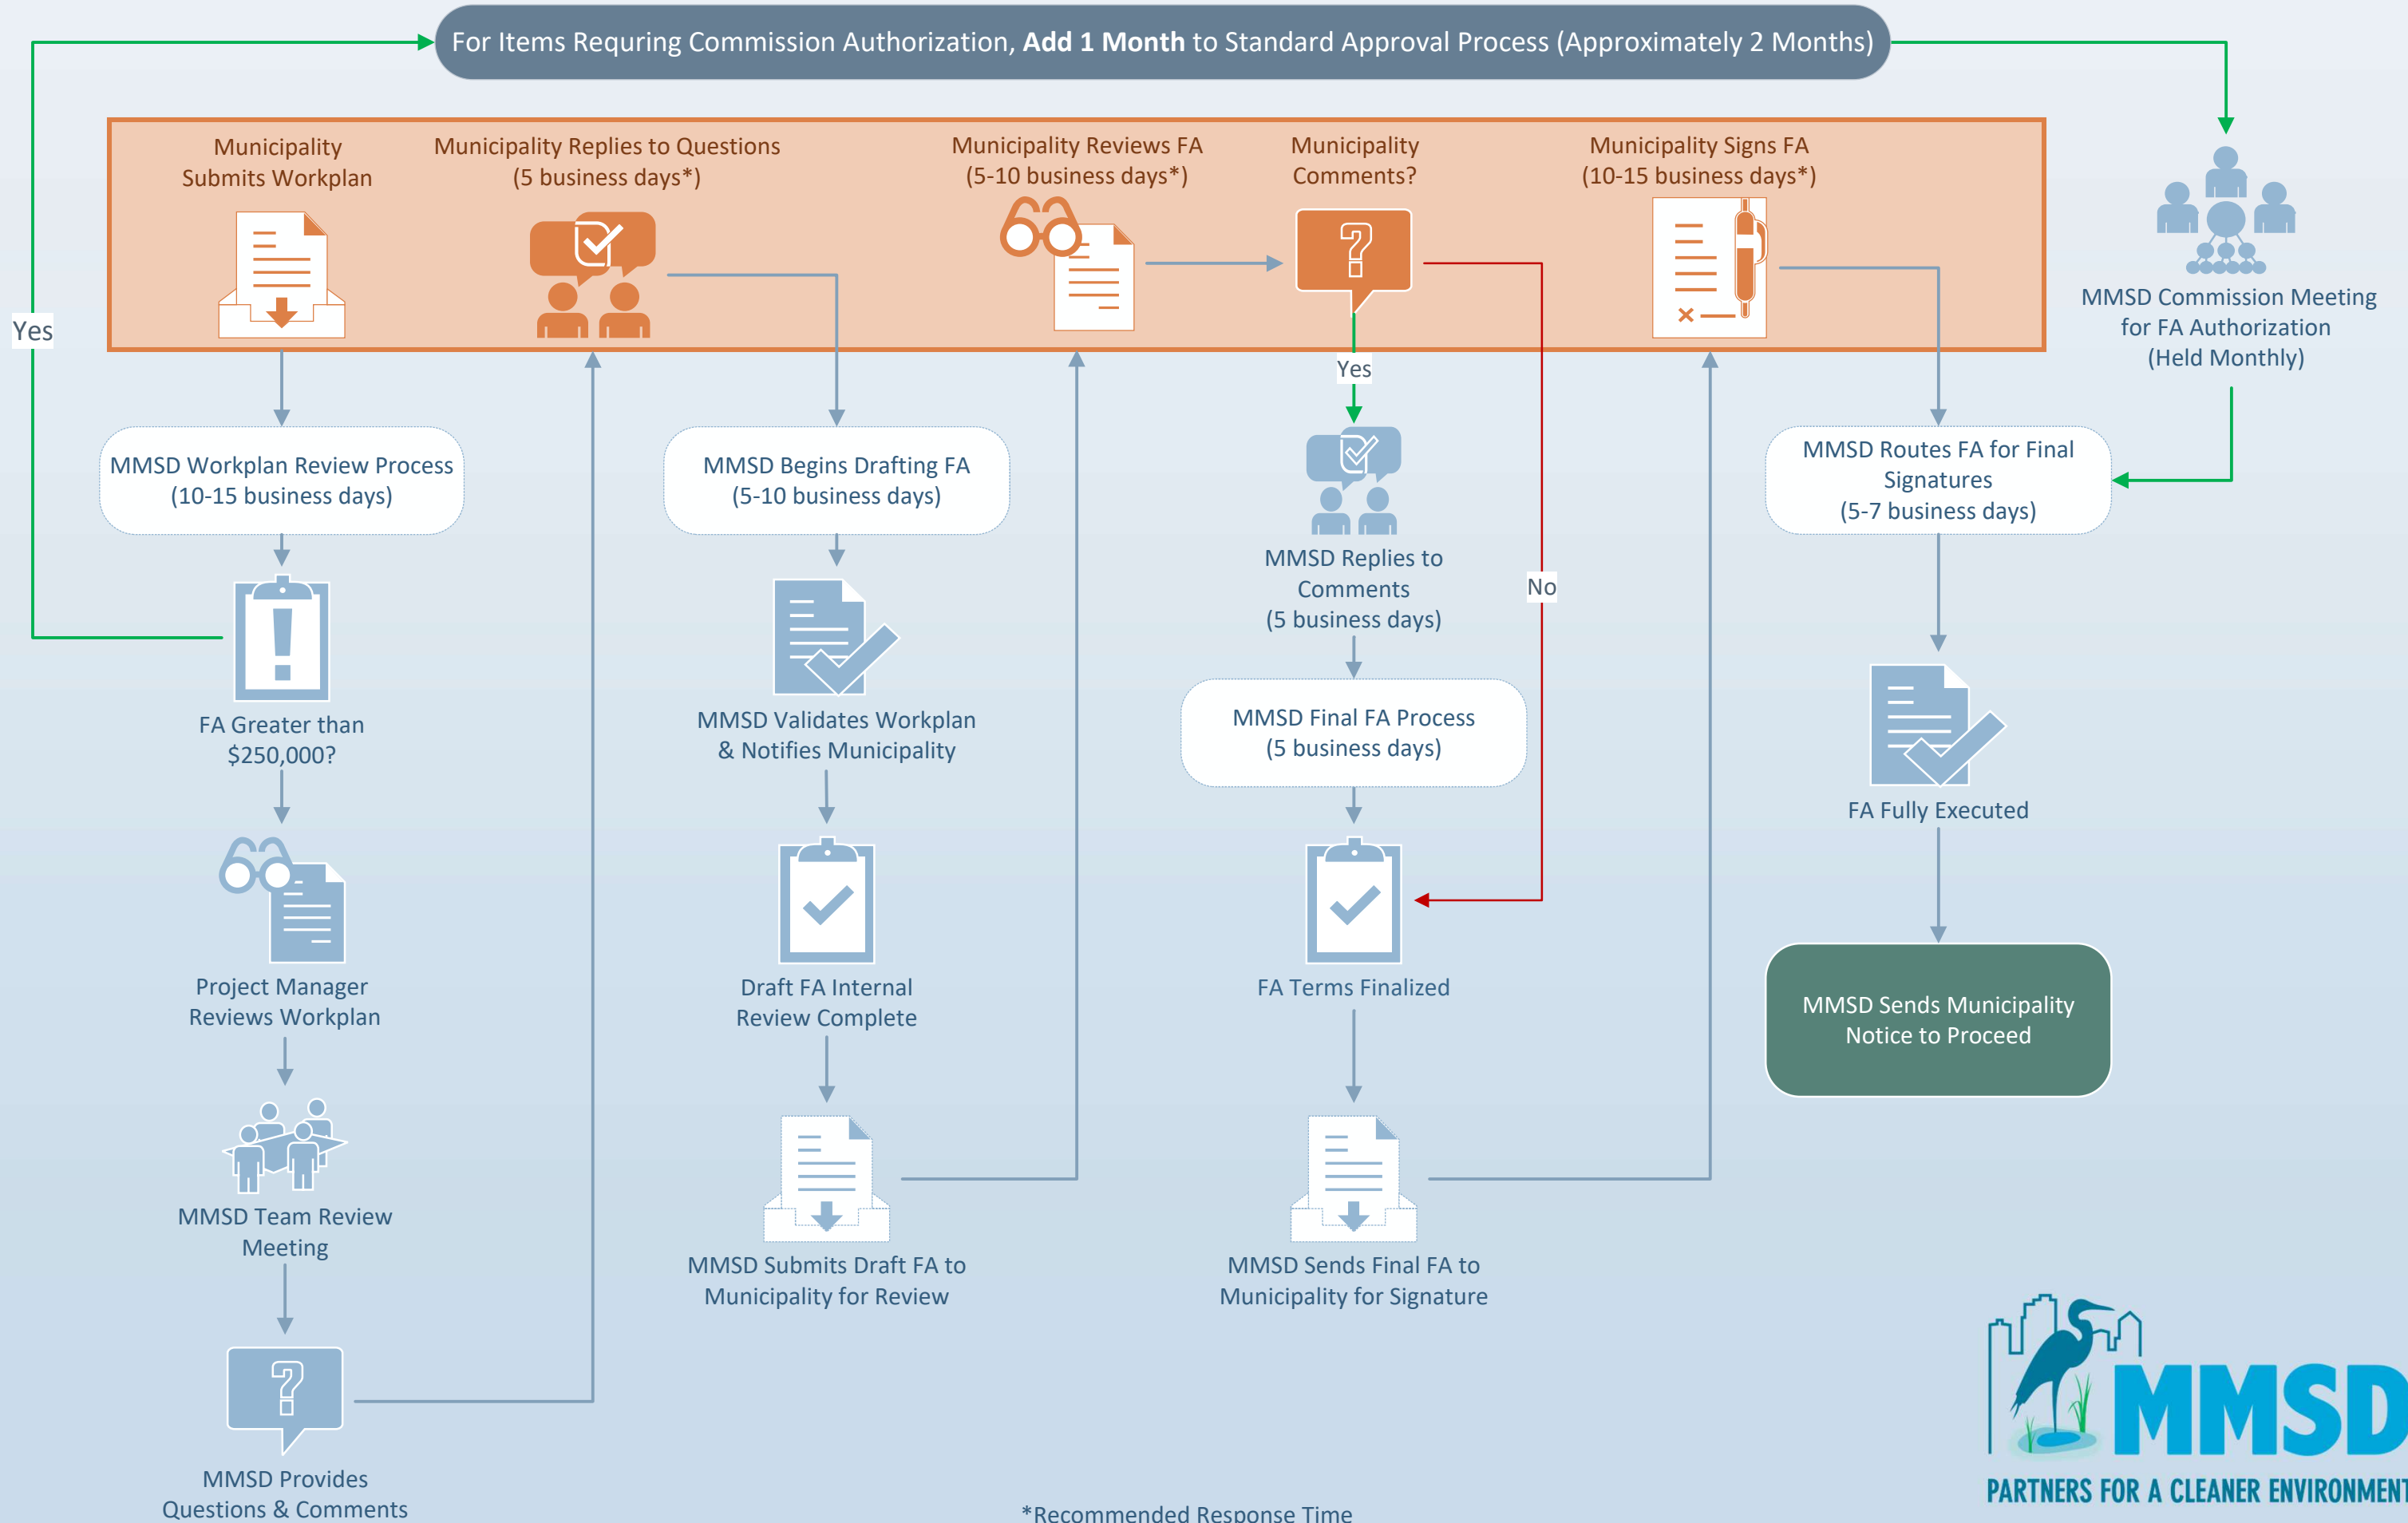 For Items Requring Commission Authorization, Add 1 Month to Standard Approval Process (Approximately 2 Months)
Municipality
Submits Workplan
Municipality Replies to Questions
(5 business days*)
Municipality Reviews FA
(5-10 business days*)
Municipality
Comments?
Municipality Signs FA
(10-15 business days*)
MMSD Commission Meeting
for FA Authorization
(Held Monthly)
Yes
Yes
No
MMSD Workplan Review Process
(10-15 business days)
FA Greater than
$250,000?
Project Manager
Reviews Workplan
MMSD Team Review
Meeting
MMSD Provides
Questions & Comments
MMSD Begins Drafting FA
(5-10 business days)
MMSD Validates Workplan
& Notifies Municipality
Draft FA Internal
Review Complete
MMSD Submits Draft FA to
Municipality for Review
MMSD Replies to
Comments
(5 business days)
MMSD Final FA Process
(5 business days)
FA Terms Finalized
MMSD Sends Final FA to
Municipality for Signature
MMSD Routes FA for Final
Signatures
(5-7 business days)
FA Fully Executed
MMSD Sends Municipality
Notice to Proceed
*Recommended Response Time
MMSD
PARTNERS FOR A CLEANER ENVIRONMENT